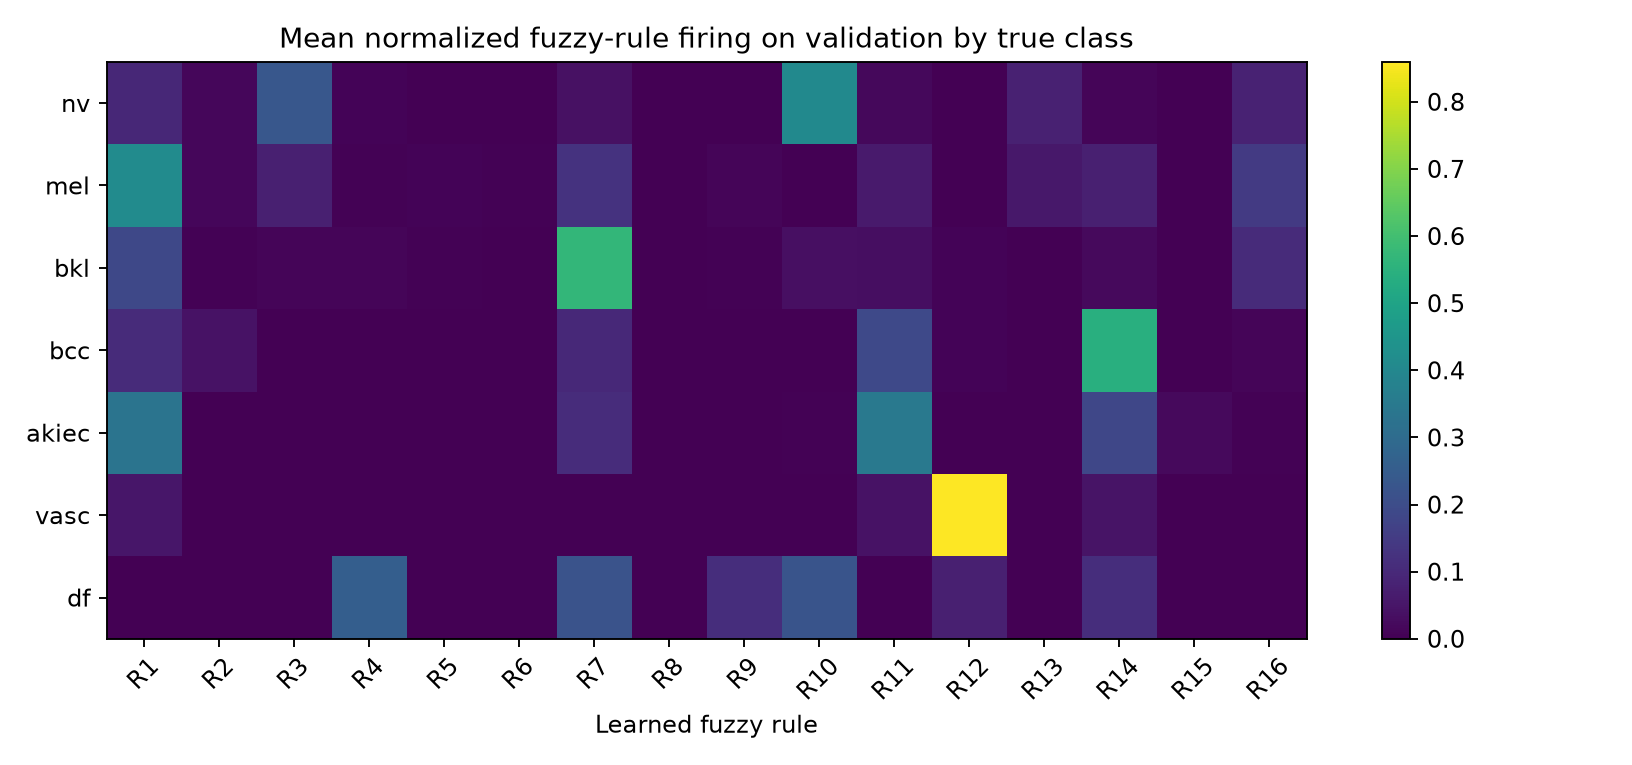 Mean normalized fuzzy-rule firing on validation by true class
nv
mel
bkl
bcc
akiec
vasc
df
R1 R2 R3 R4 R5 R6 R7 R8 R9 R10 R11 R12 R13 R14 R15 R16
Learned fuzzy rule
0.8
0.7
0.6
0.5
0.4
0.3
0.2
0.1
0.0